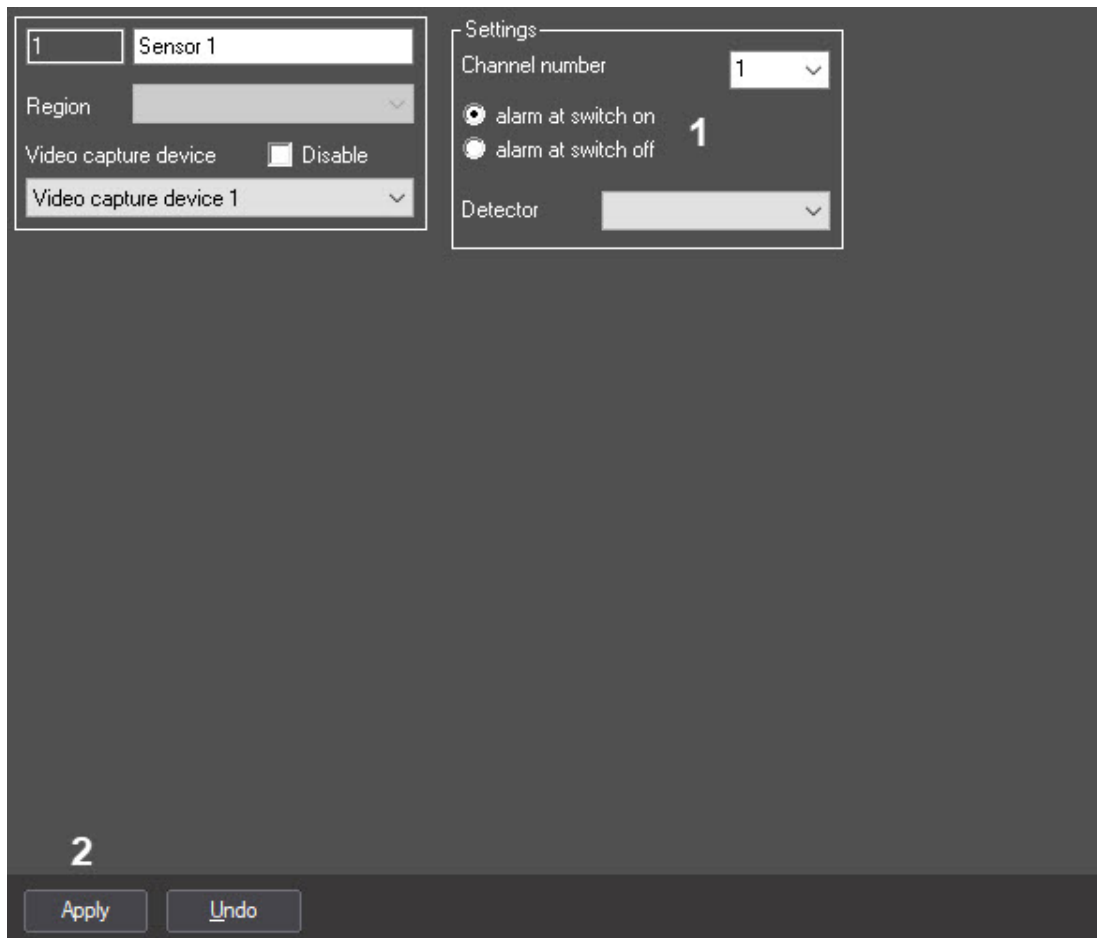 1 Sensor 1
Region
Video capture device Disable
Video capture device 1
Settings
Channel number 1
alarm at switch on
alarm at switch off
1
Detector
2
Apply Undo